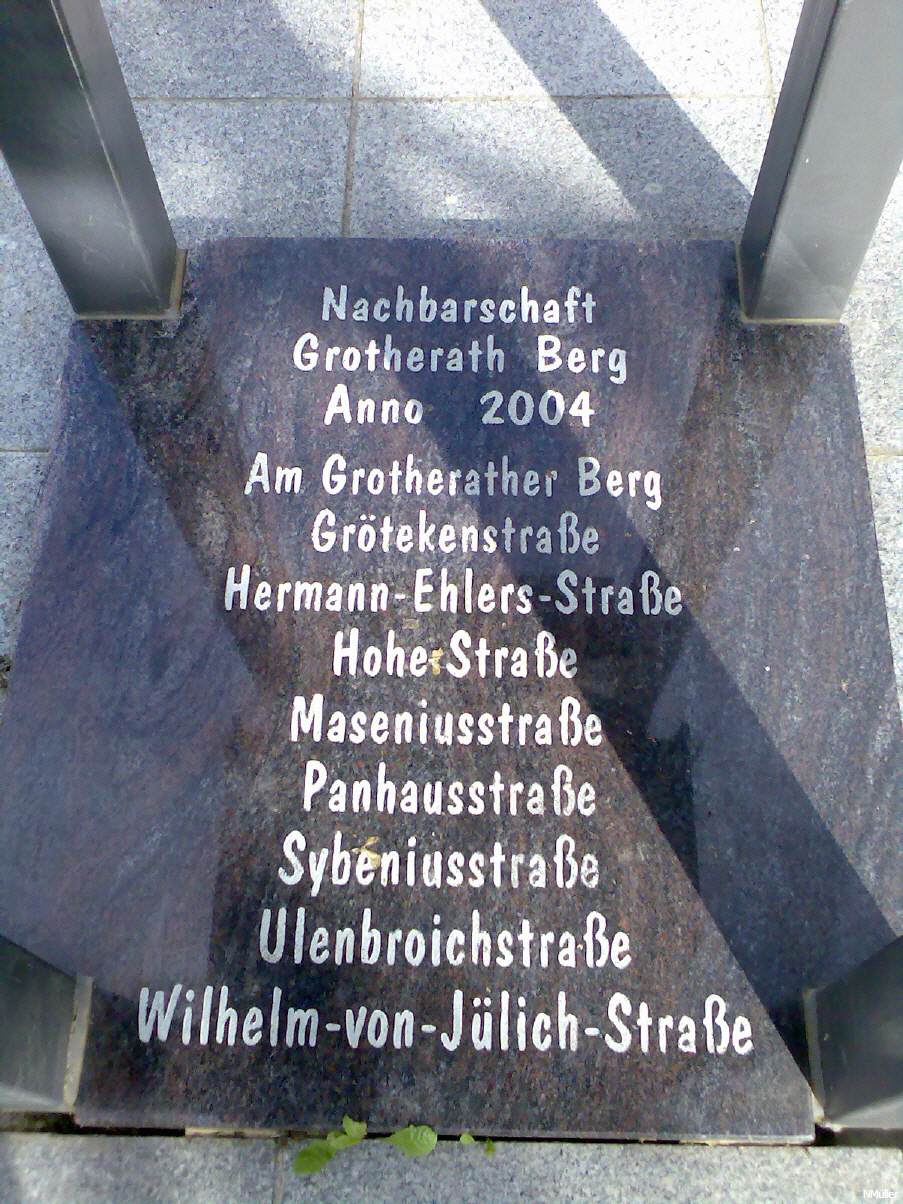 Nachbarschaft
Grotherath Berg
Anno 2004
Am Grotherather Berg
Grötekenstraße
Hermann-Ehlers-Straße
Hohe Straße
Maseniusstraße
Panhausstraße
Sybeniusstraße
Ulenbroichstraße
Wilhelm-von-Jülich-Straße
NMüller